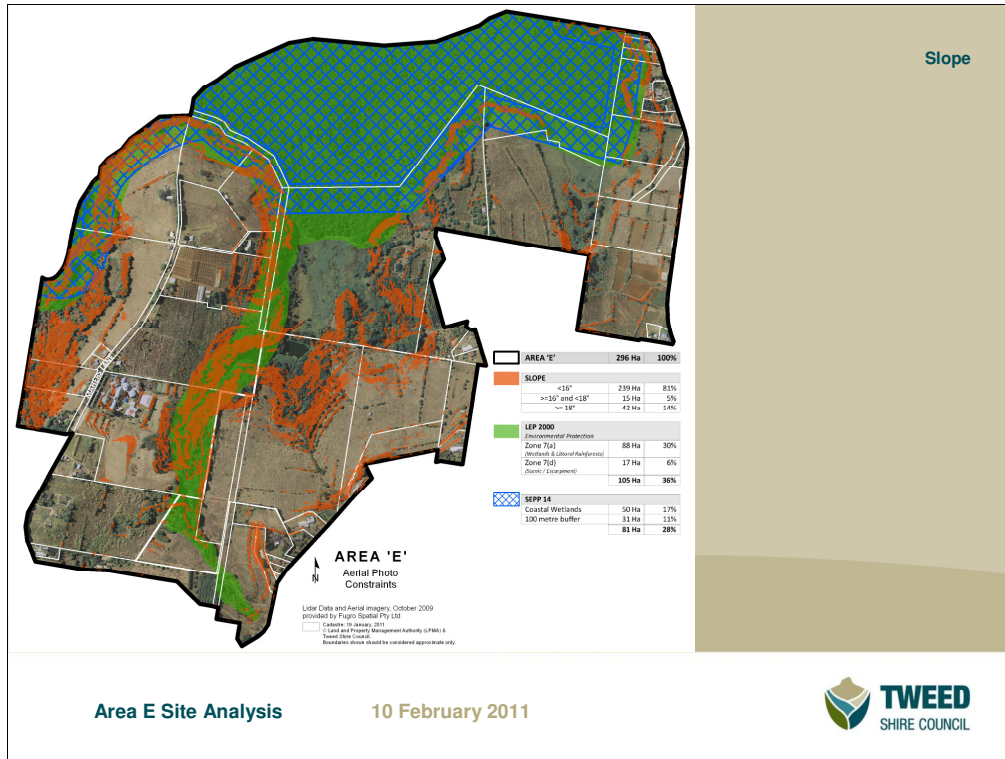 Slope
MAHERS LANE
AREA 'E' 296 Ha 100%
SLOPE
<16° 239 Ha 81%
>=16° and <18° 15 Ha 5%
>= 18° 42 Ha 14%
LEP 2000
Environmental Protection
Zone 7(a) 88 Ha 30%
(Wetlands & Littoral Rainforests)
Zone 7(d) 17 Ha 6%
(Scenic / Escarpment)
105 Ha 36%
SEPP 14
Coastal Wetlands 50 Ha 17%
100 metre buffer 31 Ha 11%
81 Ha 28%
N
AREA 'E'
Aerial Photo
Constraints
Lidar Data and Aerial imagery, October 2009
provided by Fugro Spatial Pty Ltd
Cadastre: 19 January, 2011
© Land and Property Management Authority (LPMA) &
Tweed Shire Council.
Boundaries shown should be considered approximate only.
Area E Site Analysis 10 February 2011
TWEED
SHIRE COUNCIL